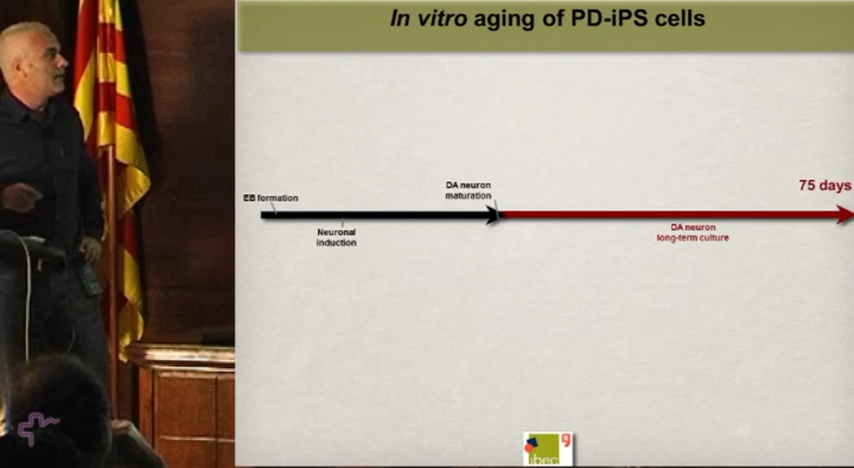 In vitro aging of PD-iPS cells
75 days
DA neuron
maturation
EB formation
Neuronal
induction
DA neuron
long-term culture
ibec